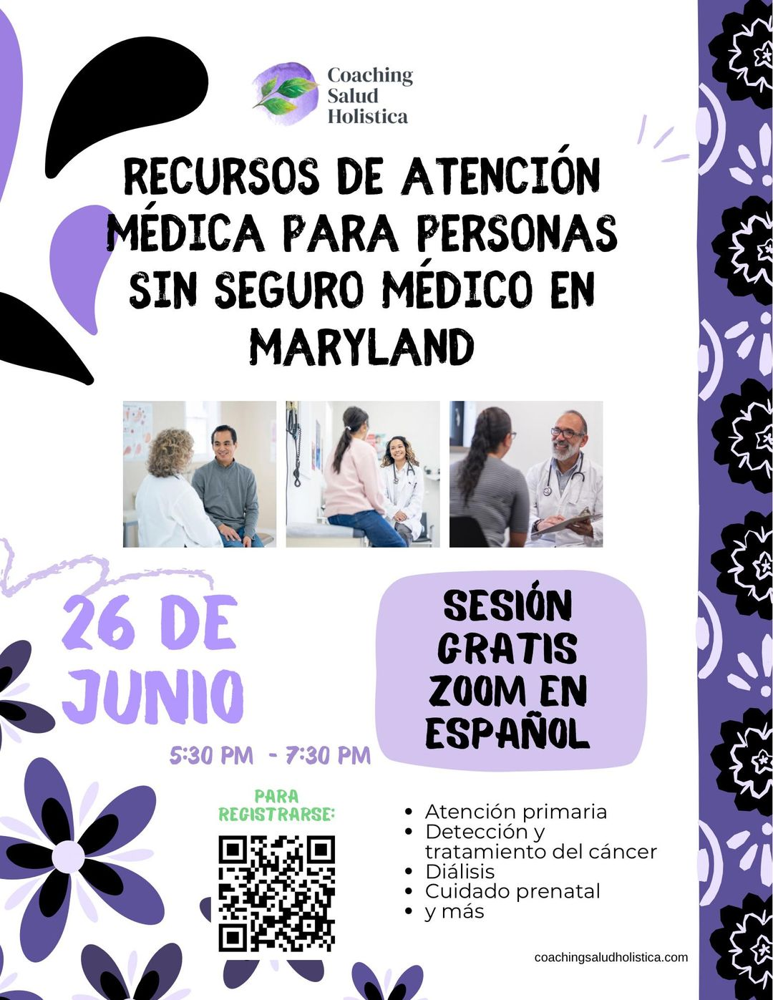 Coaching
Salud
Holistica
RECURSOS DE ATENCIÓN
MÉDICA PARA PERSONAS
SIN SEGURO MÉDICO EN
MARYLAND
26 DE
JUNIO
5:30 PM - 7:30 PM
SESIÓN
GRATIS
ZOOM EN
ESPAÑOL
PARA
REGISTRARSE:
• Atención primaria
• Detección y
tratamiento del cáncer
• Diálisis
• Cuidado prenatal
• y más
coachingsaludholistica.com